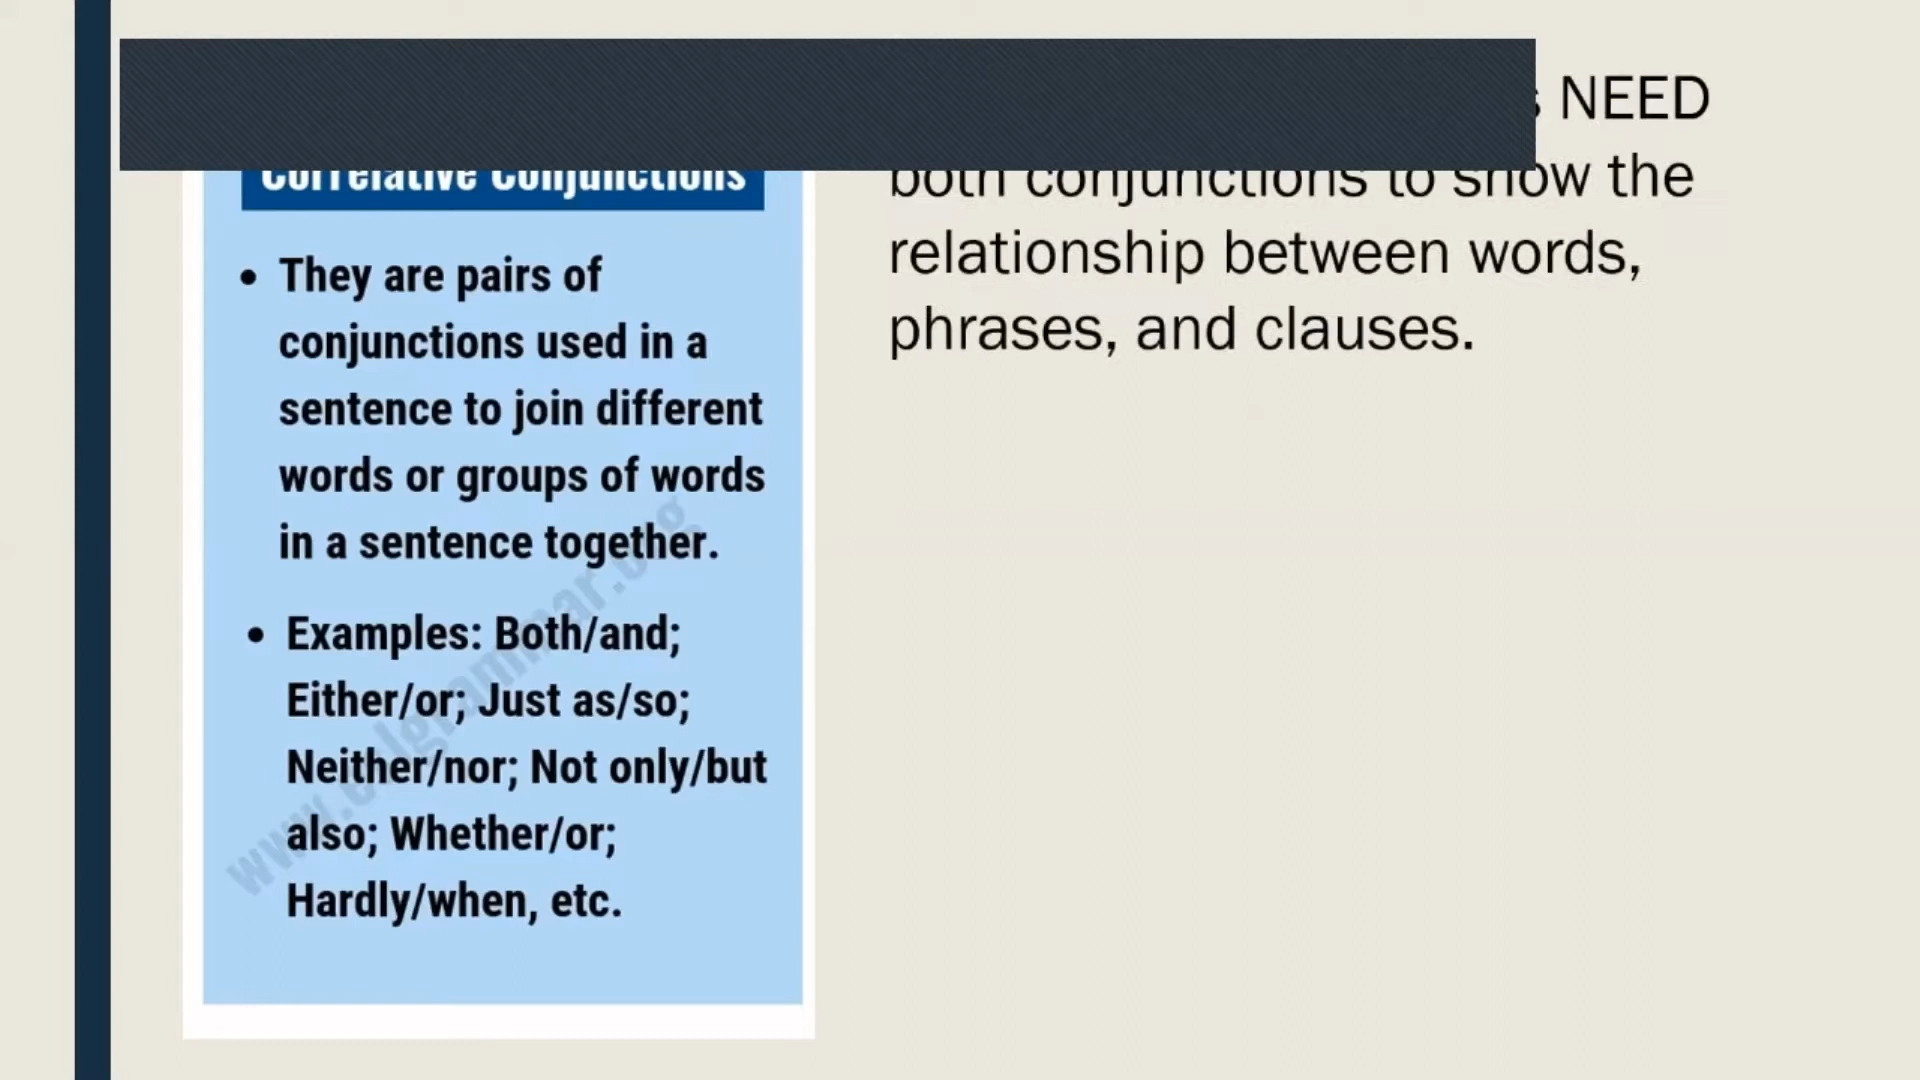 Correlative Conjunctions
They are pairs of
conjunctions used in a
sentence to join different
words or groups of words
in a sentence together.
Examples: Both/and;
Either/or; Just as/so;
Neither/nor; Not only/but
also; Whether/or;
Hardly/when, etc.
NEED
both conjunctions to show the
relationship between words,
phrases, and clauses.